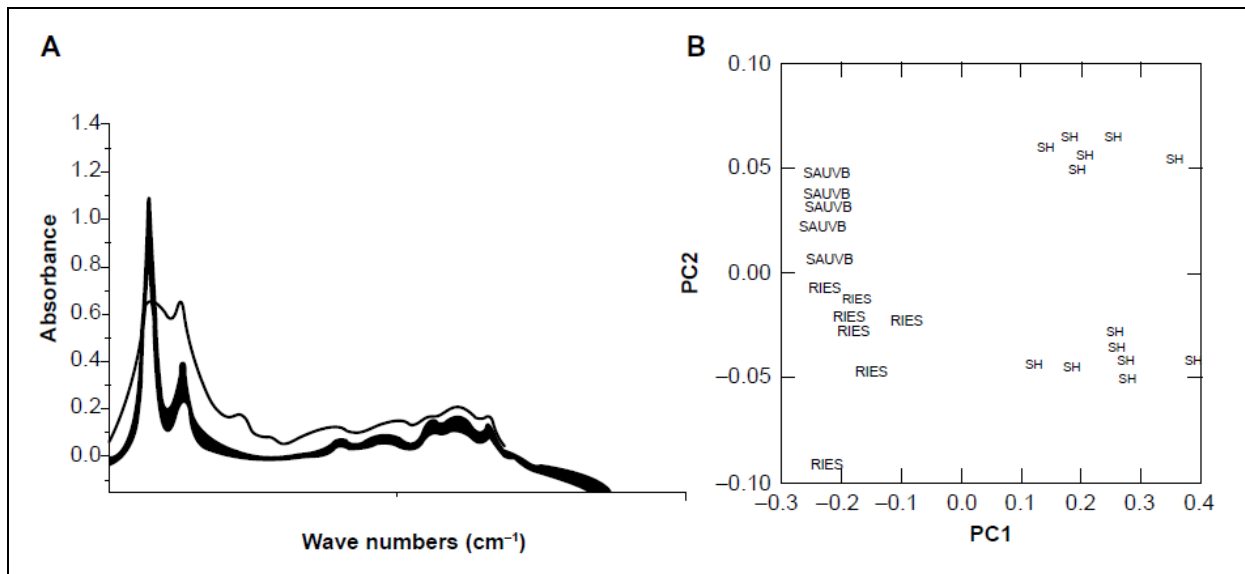 A
Absorbance
1.4
1.2
1.0
0.8
0.6
0.4
0.2
0.0
Wave numbers (cm⁻¹)
B
PC2
0.10
0.05
0.00
–0.05
–0.10
SH SH
SH
SH
SH
SH
SAUVB
SAUVB
SAUVB
SAUVB
SAUVB
RIES
RIES
RIES
RIES
RIES
RIES
RIES
SH
SH
SH SH
SH SH
SH
–0.3 –0.2 –0.1 0.0 0.1 0.2 0.3 0.4
PC1